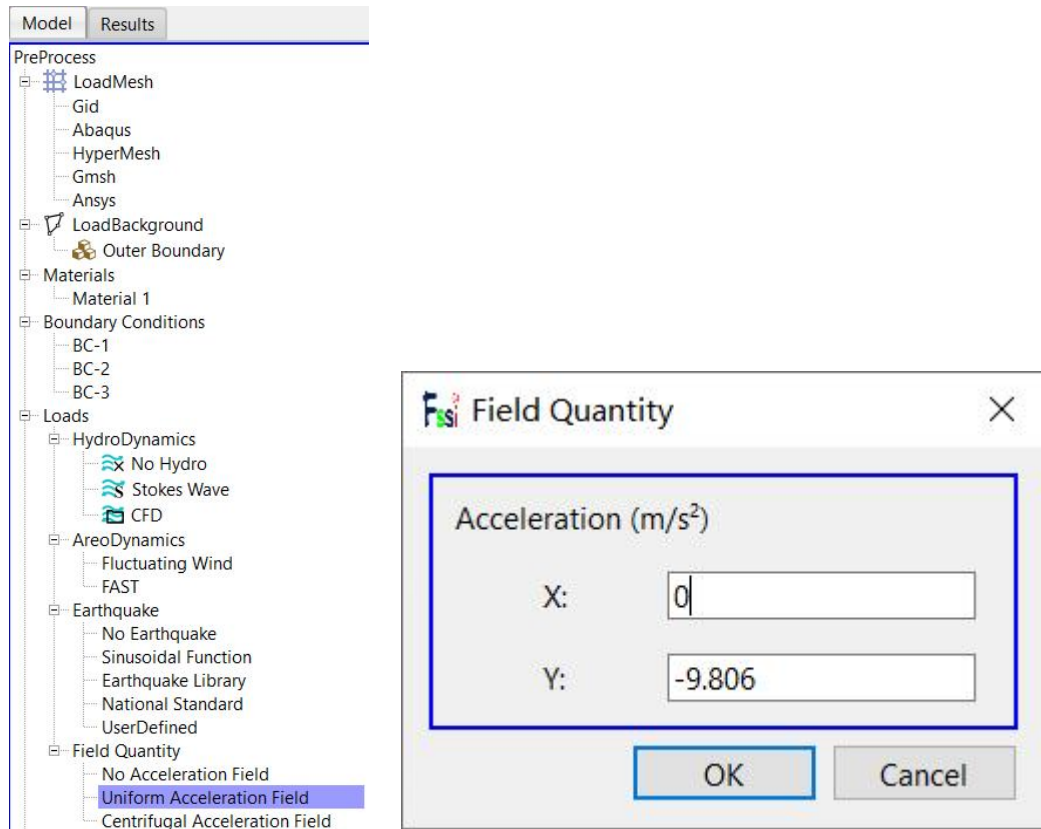 Model Results
PreProcess
LoadMesh
Gid
Abaqus
HyperMesh
Gmsh
Ansys
LoadBackground
Outer Boundary
Materials
Material 1
Boundary Conditions
BC-1
BC-2
BC-3
Loads
HydroDynamics
No Hydro
Stokes Wave
CFD
AreoDynamics
Fluctuating Wind
FAST
Earthquake
No Earthquake
Sinusoidal Function
Earthquake Library
National Standard
UserDefined
Field Quantity
No Acceleration Field
Uniform Acceleration Field
Centrifugal Acceleration Field
Fssi Field Quantity
Acceleration (m/s²)
X: 0
Y: -9.806
OK Cancel